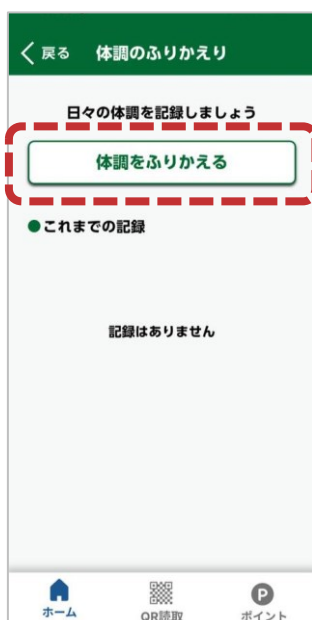 戻る 体調のふりかえり
日々の体調を記録しましょう
体調をふりかえる
●これまでの記録
記録はありません
ホーム QR読取 P ポイント